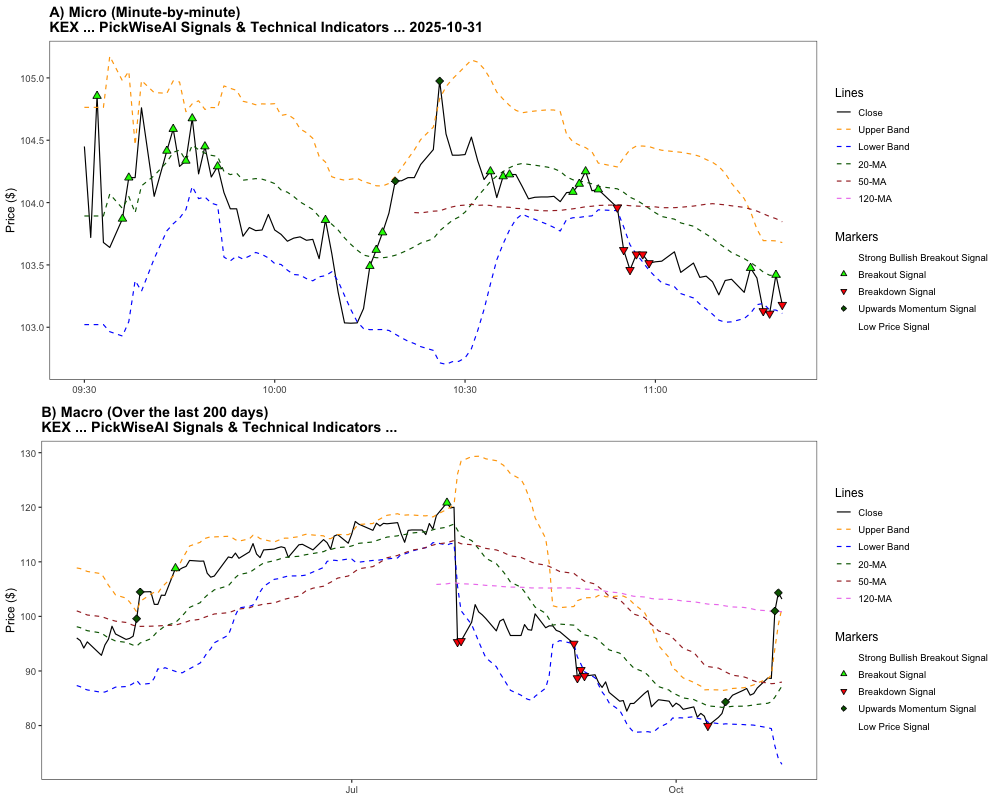 A) Micro (Minute-by-minute)
KEX ... PickWiseAI Signals & Technical Indicators ... 2025-10-31
Price ($)
105.0
104.5
104.0
103.5
103.0
09:30
10:00
10:30
11:00
Lines
Close
Upper Band
Lower Band
20-MA
50-MA
120-MA
Markers
Strong Bullish Breakout Signal
Breakout Signal
Breakdown Signal
Upwards Momentum Signal
Low Price Signal
B) Macro (Over the last 200 days)
KEX ... PickWiseAI Signals & Technical Indicators ...
Price ($)
130
120
110
100
90
80
Jul
Oct
Lines
Close
Upper Band
Lower Band
20-MA
50-MA
120-MA
Markers
Strong Bullish Breakout Signal
Breakout Signal
Breakdown Signal
Upwards Momentum Signal
Low Price Signal